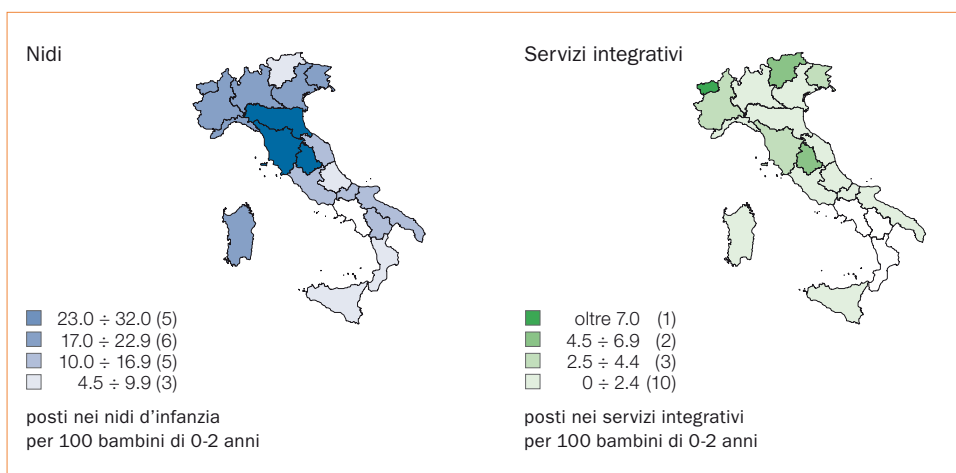 Nidi
23.0 ÷ 32.0 (5)
17.0 ÷ 22.9 (6)
10.0 ÷ 16.9 (5)
4.5 ÷ 9.9 (3)
posti nei nidi d'infanzia
per 100 bambini di 0-2 anni
Servizi integrativi
oltre 7.0 (1)
4.5 ÷ 6.9 (2)
2.5 ÷ 4.4 (3)
0 ÷ 2.4 (10)
posti nei servizi integrativi
per 100 bambini di 0-2 anni